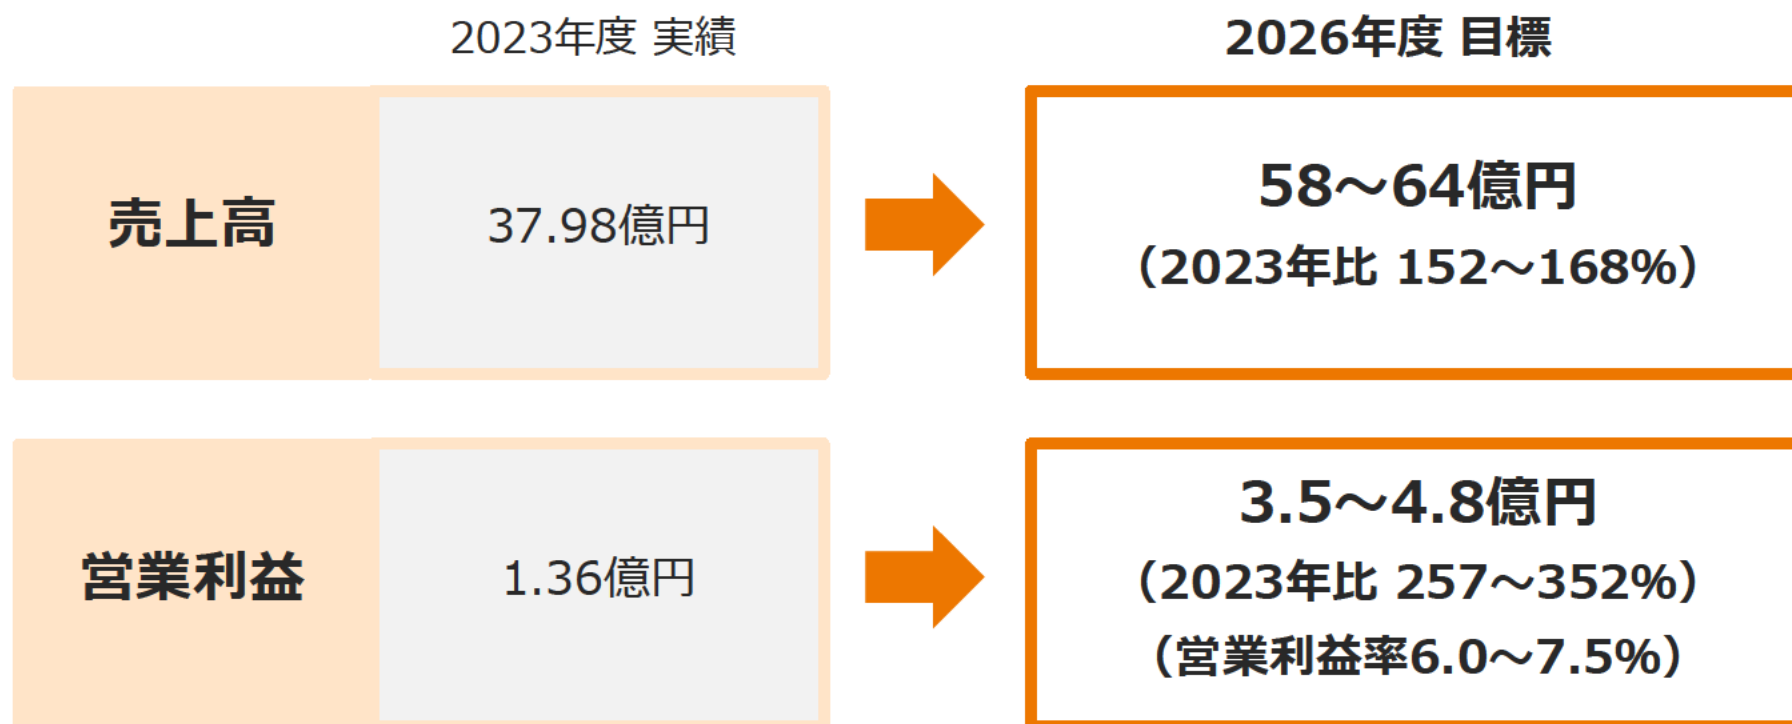 2023年度 実績
2026年度 目標
売上高
37.98億円
58～64億円
（2023年比 152～168%）
営業利益
1.36億円
3.5～4.8億円
（2023年比 257～352%）
（営業利益率6.0～7.5%）